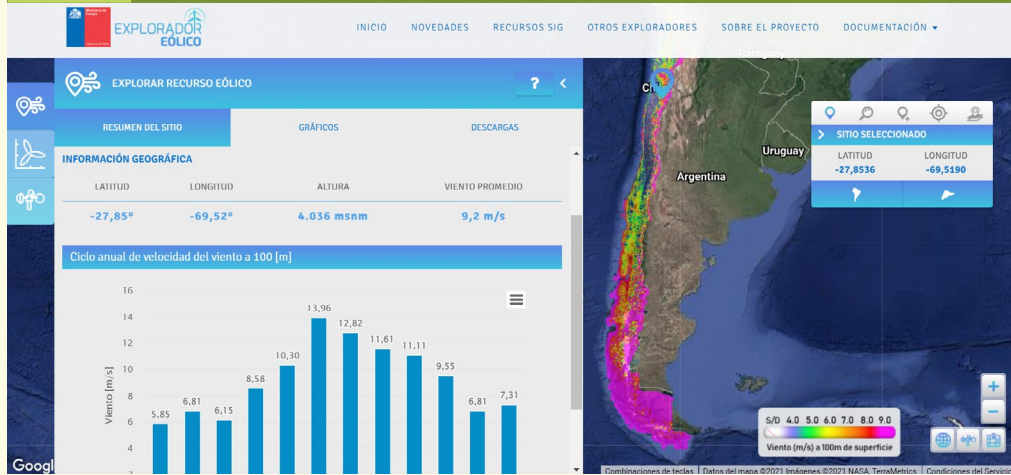 Ministerio de
Energía
EXPLORADOR
EÓLICO
INICIO NOVEDADES RECURSOS SIG OTROS EXPLORADORES SOBRE EL PROYECTO DOCUMENTACIÓN
EXPLORAR RECURSO EÓLICO ?
RESUMEN DEL SITIO GRÁFICOS DESCARGAS
INFORMACIÓN GEOGRÁFICA
LATITUD LONGITUD ALTURA VIENTO PROMEDIO
-27,85° -69,52° 4.036 msnm 9,2 m/s
Ciclo anual de velocidad del viento a 100 [m]
Viento [m/s]
16
14
12
10
8
6
4
5,85
6,81
6,15
8,58
10,30
13,96
12,82
11,61
11,11
9,55
6,81
7,31
Googl
Paraguay
Uruguay
Argentina
SITIO SELECCIONADO
LATITUD LONGITUD
-27,8536 -69,5190
S/D 4.0 5.0 6.0 7.0 8.0 9.0
Viento (m/s) a 100m de superficie
+
−
Combinaciones de teclas Datos del mapa ©2021 Imágenes ©2021 NASA, TerraMetrics Condiciones del Servicio